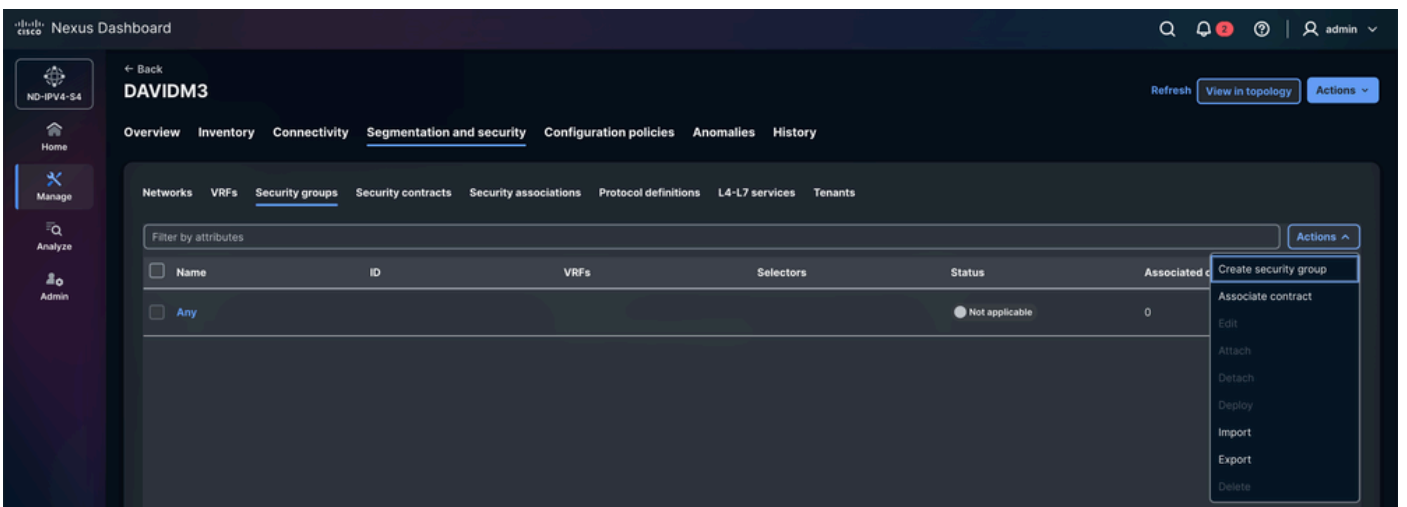 cisco Nexus Dashboard
2
admin
ND-IPV4-S4
Home
Manage
Analyze
Admin
← Back
DAVIDM3
Refresh
View in topology
Actions
Overview Inventory Connectivity Segmentation and security Configuration policies Anomalies History
Networks VRFs Security groups Security contracts Security associations Protocol definitions L4-L7 services Tenants
Filter by attributes
Actions
Name ID VRFs Selectors Status Associated
Any Not applicable 0
Create security group
Associate contract
Edit
Attach
Detach
Deploy
Import
Export
Delete